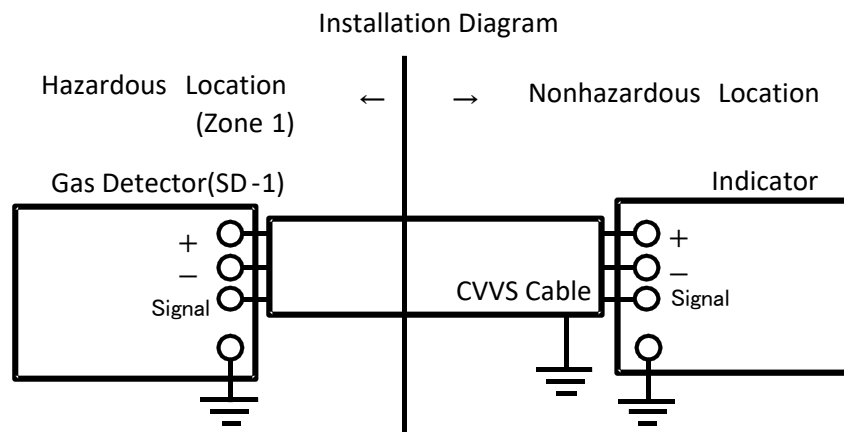 Installation Diagram
Hazardous Location
(Zone 1)
← →
Nonhazardous Location
Gas Detector(SD-1)
Indicator
+
−
Signal
CVVS Cable
+
−
Signal